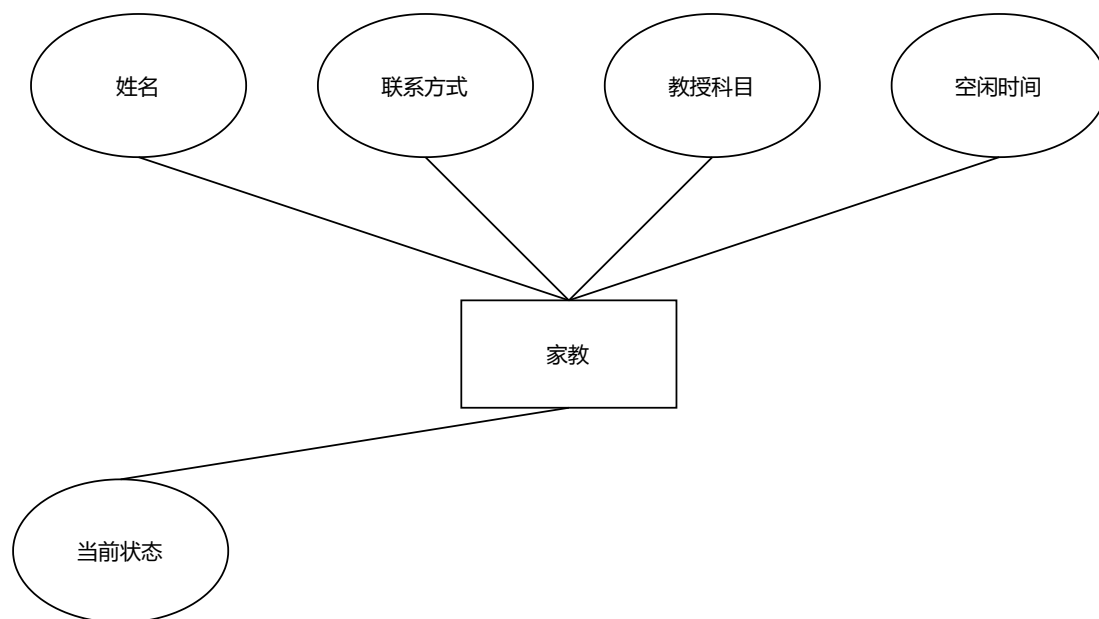 姓名
联系方式
教授科目
空闲时间
家教
当前状态